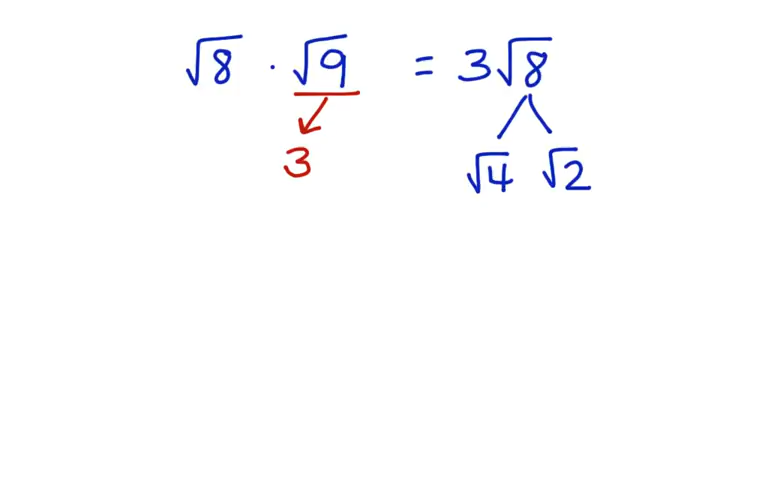 √8 · √9 = 3√8
3 √4 √2